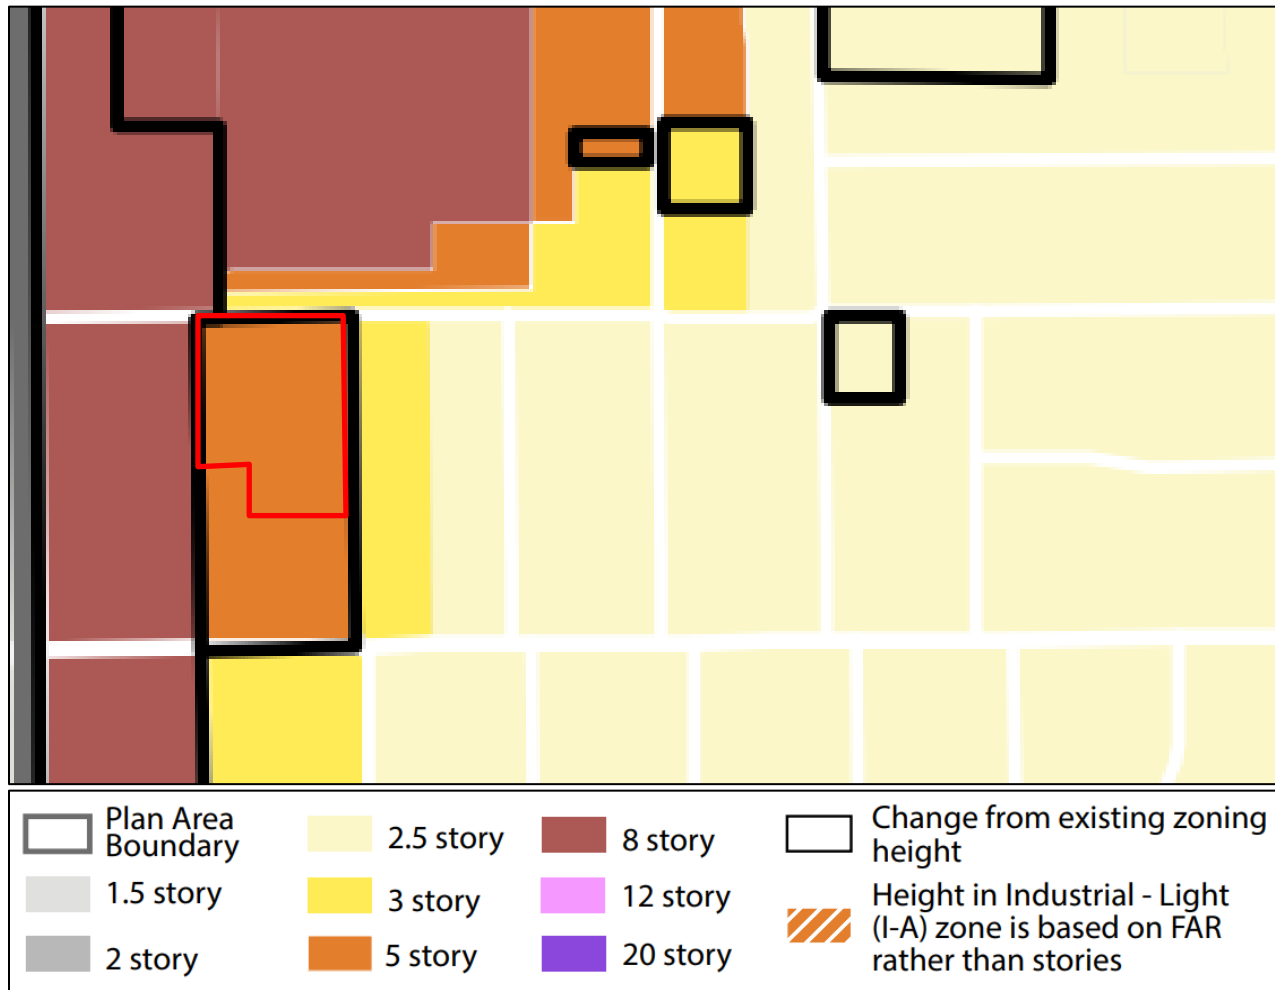 Plan Area
Boundary
1.5 story
2 story
2.5 story
3 story
5 story
8 story
12 story
20 story
Change from existing zoning
height
Height in Industrial - Light
(I-A) zone is based on FAR
rather than stories